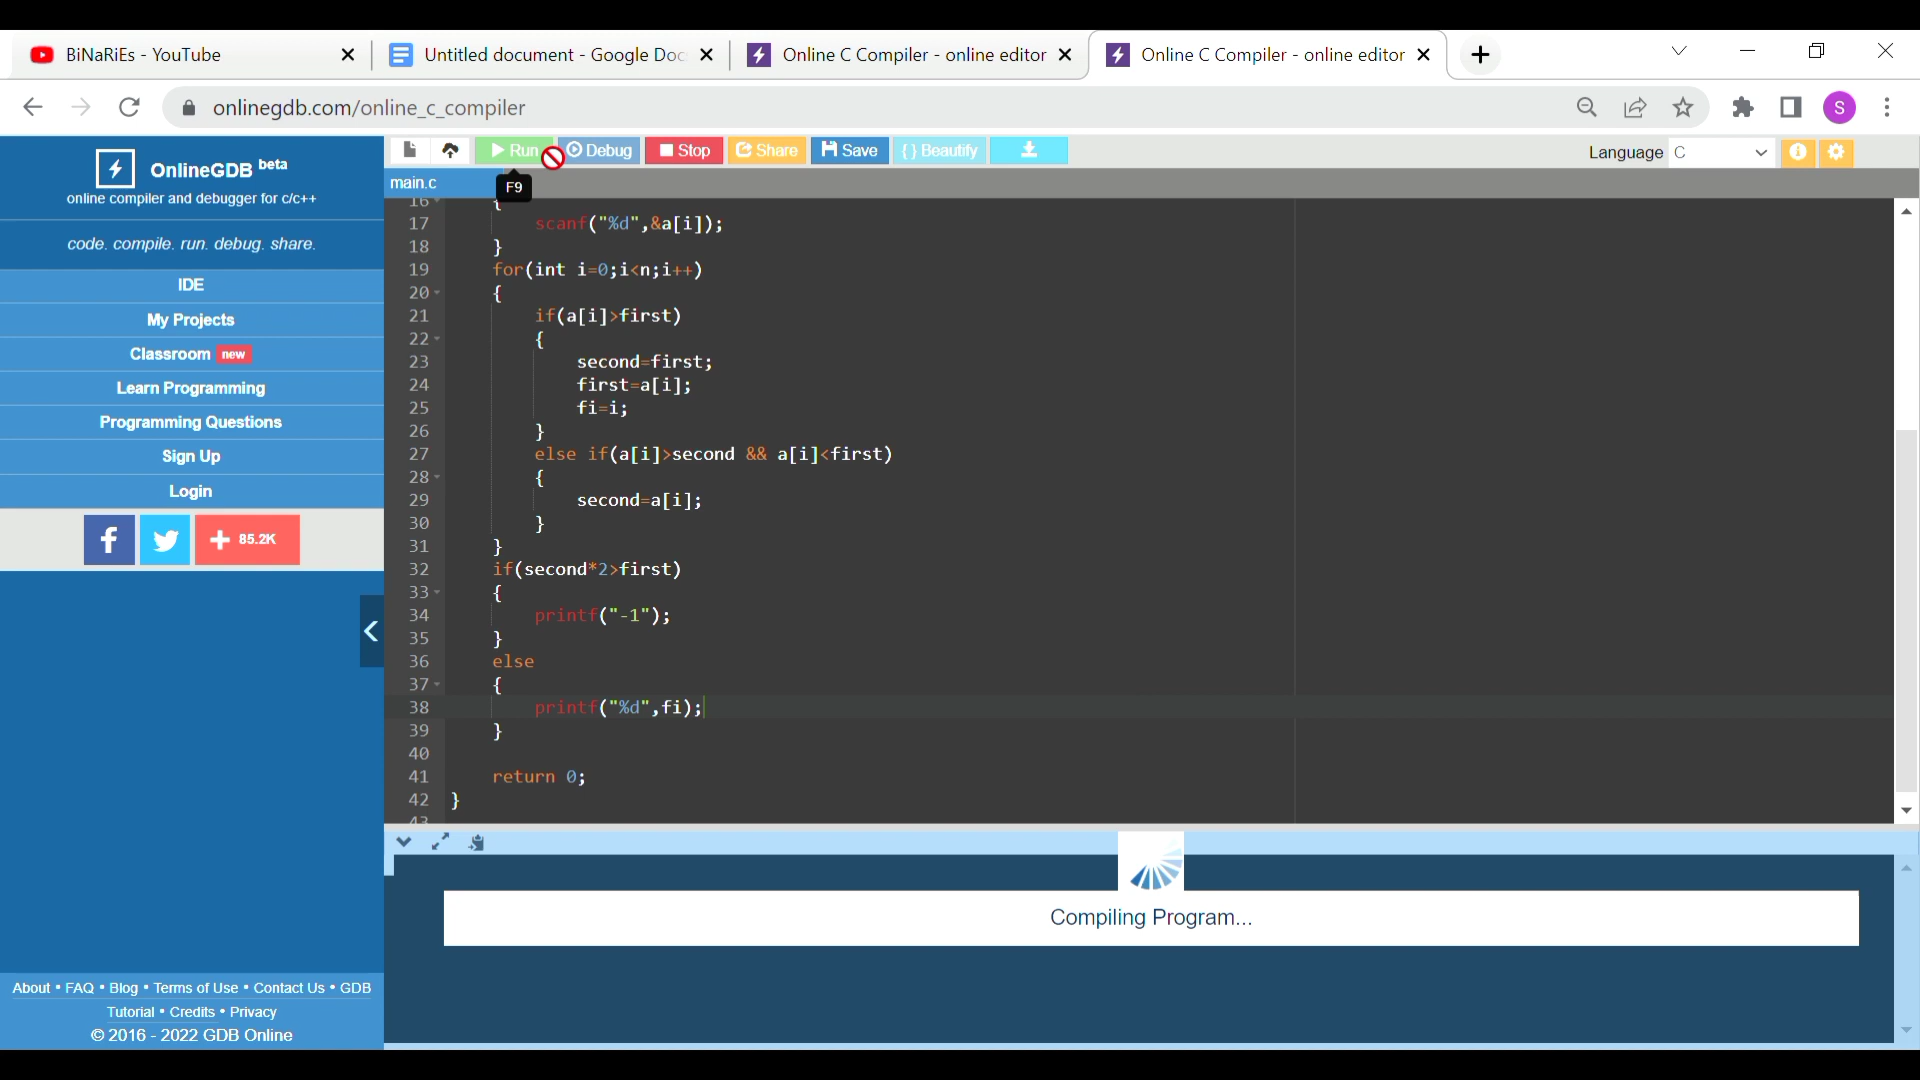 BiNaRiEs - YouTube
Untitled document - Google Doc
Online C Compiler - online editor
Online C Compiler - online editor
onlinegdb.com/online_c_compiler
S
OnlineGDB beta
online compiler and debugger for c/c++
code. compile. run. debug. share.
IDE
My Projects
Classroom new
Learn Programming
Programming Questions
Sign Up
Login
85.2K
About • FAQ • Blog • Terms of Use • Contact Us • GDB
Tutorial • Credits • Privacy
© 2016 - 2022 GDB Online
Run
Debug
Stop
Share
Save
{ } Beautify
Language C
main.c
F9
16 {
17 scanf("%d",&a[i]);
18 }
19 for(int i=0;i<n;i++)
20 {
21 if(a[i]>first)
22 {
23 second=first;
24 first=a[i];
25 fi=i;
26 }
27 else if(a[i]>second && a[i]<first)
28 {
29 second=a[i];
30 }
31 }
32 if(second*2>first)
33 {
34 printf("-1");
35 }
36 else
37 {
38 printf("%d",fi);
39 }
40
41 return 0;
42 }
43
Compiling Program...